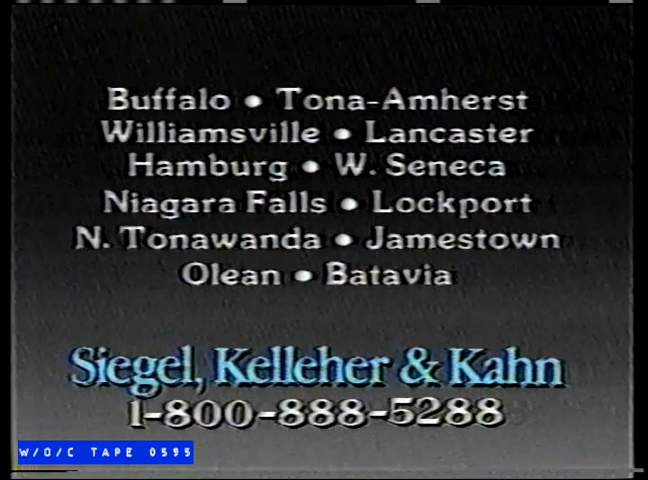 Buffalo • Tona-Amherst
Williamsville • Lancaster
Hamburg • W. Seneca
Niagara Falls • Lockport
N. Tonawanda • Jamestown
Olean • Batavia
Siegel, Kelleher & Kahn
1-800-888-5288
W/O/C TAPE 0595